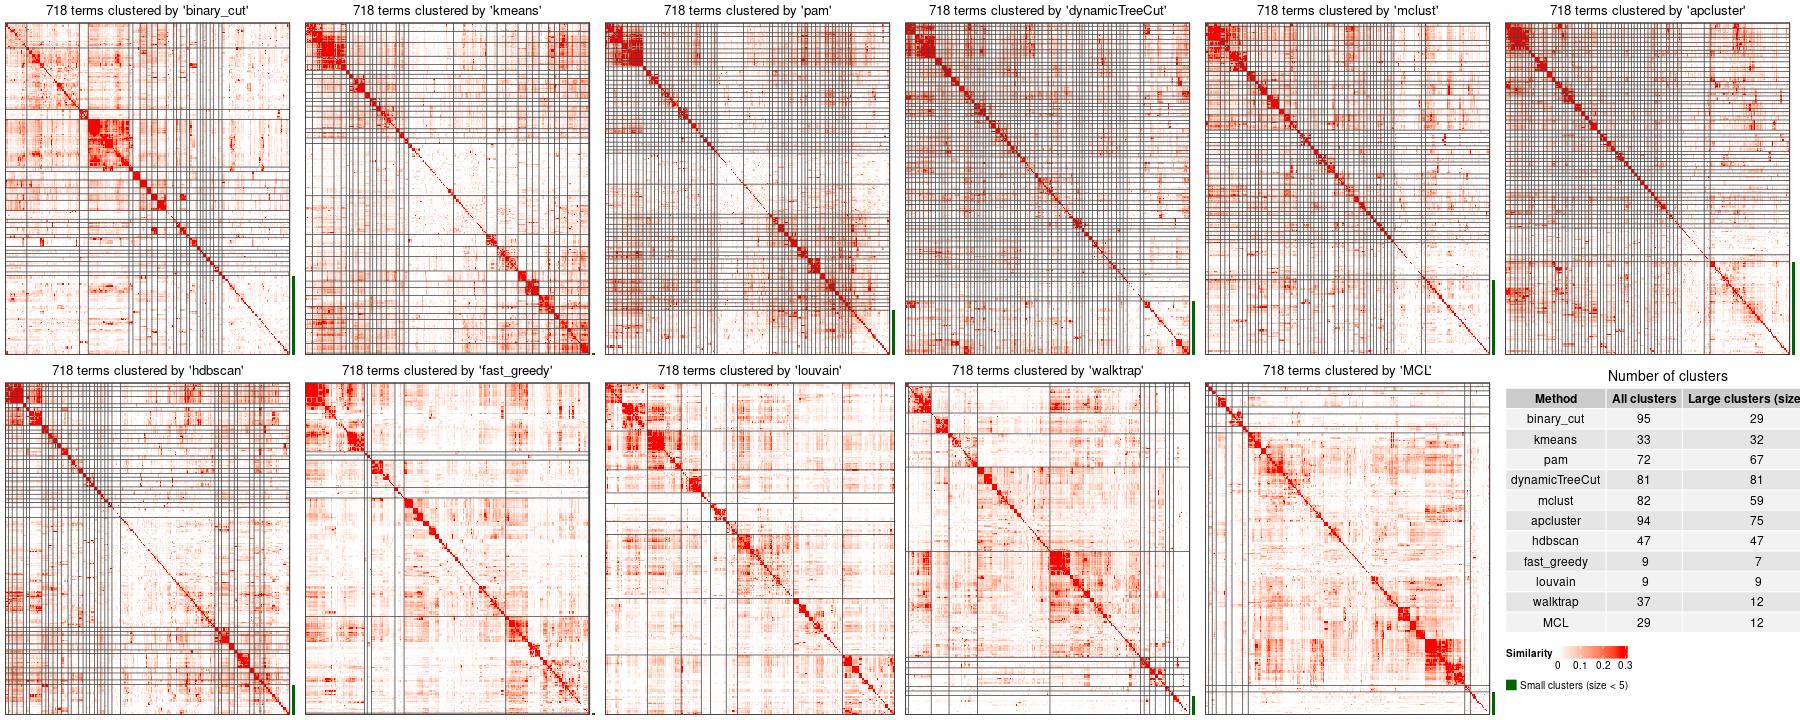 718 terms clustered by 'binary_cut'
718 terms clustered by 'kmeans'
718 terms clustered by 'pam'
718 terms clustered by 'dynamicTreeCut'
718 terms clustered by 'mclust'
718 terms clustered by 'apcluster'
718 terms clustered by 'hdbscan'
718 terms clustered by 'fast_greedy'
718 terms clustered by 'louvain'
718 terms clustered by 'walktrap'
718 terms clustered by 'MCL'
Number of clusters
Method All clusters Large clusters (size
binary_cut 95 29
kmeans 33 32
pam 72 67
dynamicTreeCut 81 81
mclust 82 59
apcluster 94 75
hdbscan 47 47
fast_greedy 9 7
louvain 9 9
walktrap 37 12
MCL 29 12
Similarity
0 0.1 0.2 0.3
Small clusters (size < 5)